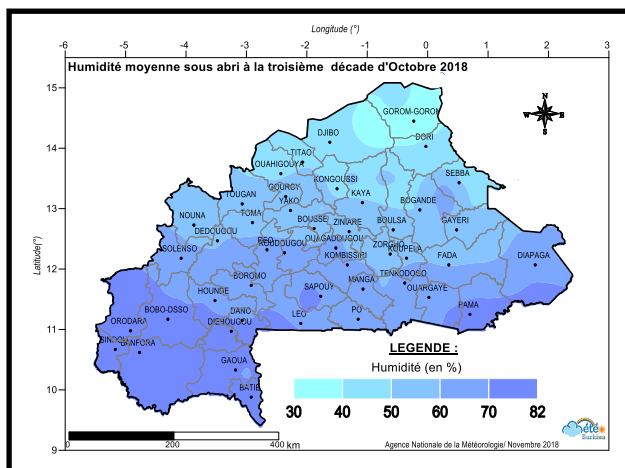 Longitude (°)
-6 -5 -4 -3 -2 -1 0 1 2 3
Humidité moyenne sous abri à la troisième décade d'Octobre 2018
15
14
13
12
11
10
9
Latitude(°)
N
W E
S
GOROM-GOROM
DJIBO
DORI
TITAO
OUAHIGOUYA
SEBBA
KONGOUSSI
TOUGAN
GOURCY
KAYA
BOGANDE
YAKO
NOUNA
TOMA
BOUSSE
ZINIARE
BOULSA
GAYERI
DEDOUGOU
OUAGADOUGOU
SOLENSO
REO
KOUDOUGOU
ZORGHO
KOUPELA
KOMBISSIRI
FADA
DIAPAGA
BOROMO
TENKODOGO
SAPOUY
MANGA
OUARGAYE
HOUNDE
BOBO-DSSO
DANO
LEO
PO
PAMA
ORODARA
DIEBOUGOU
SINDOU
BANFORA
GAOUA
BATIE
LEGENDE :
Humidité (en %)
30 40 50 60 70 82
0 200 400 km
Agence Nationale de la Météorologie/ Novembre 2018
été
Burkina